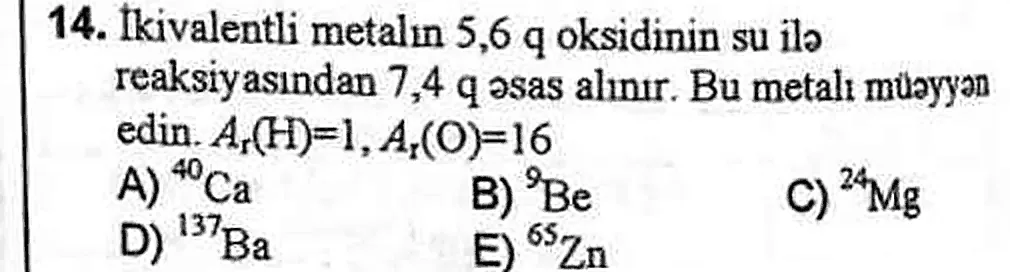 14. İkivalentli metalın 5,6 q oksidinin su ilə
reaksiyasından 7,4 q əsas alınır. Bu metalı müəyyən
edin. Aᵣ(H)=1, Aᵣ(O)=16
A) ⁴⁰Ca B) ⁹Be C) ²⁴Mg
D) ¹³⁷Ba E) ⁶⁵Zn